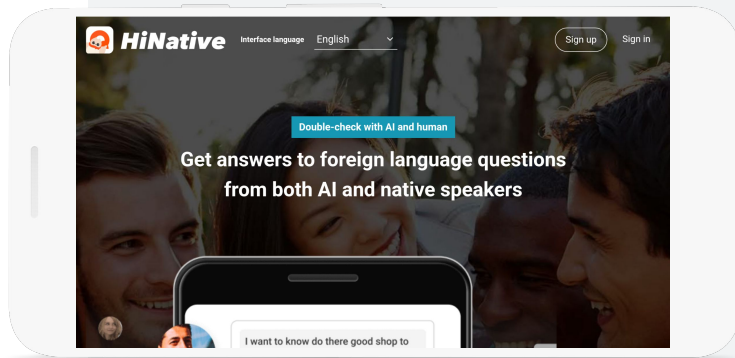 HiNative Interface language English Sign up Sign in
Double-check with AI and human
Get answers to foreign language questions
from both AI and native speakers
I want to know do there good shop to